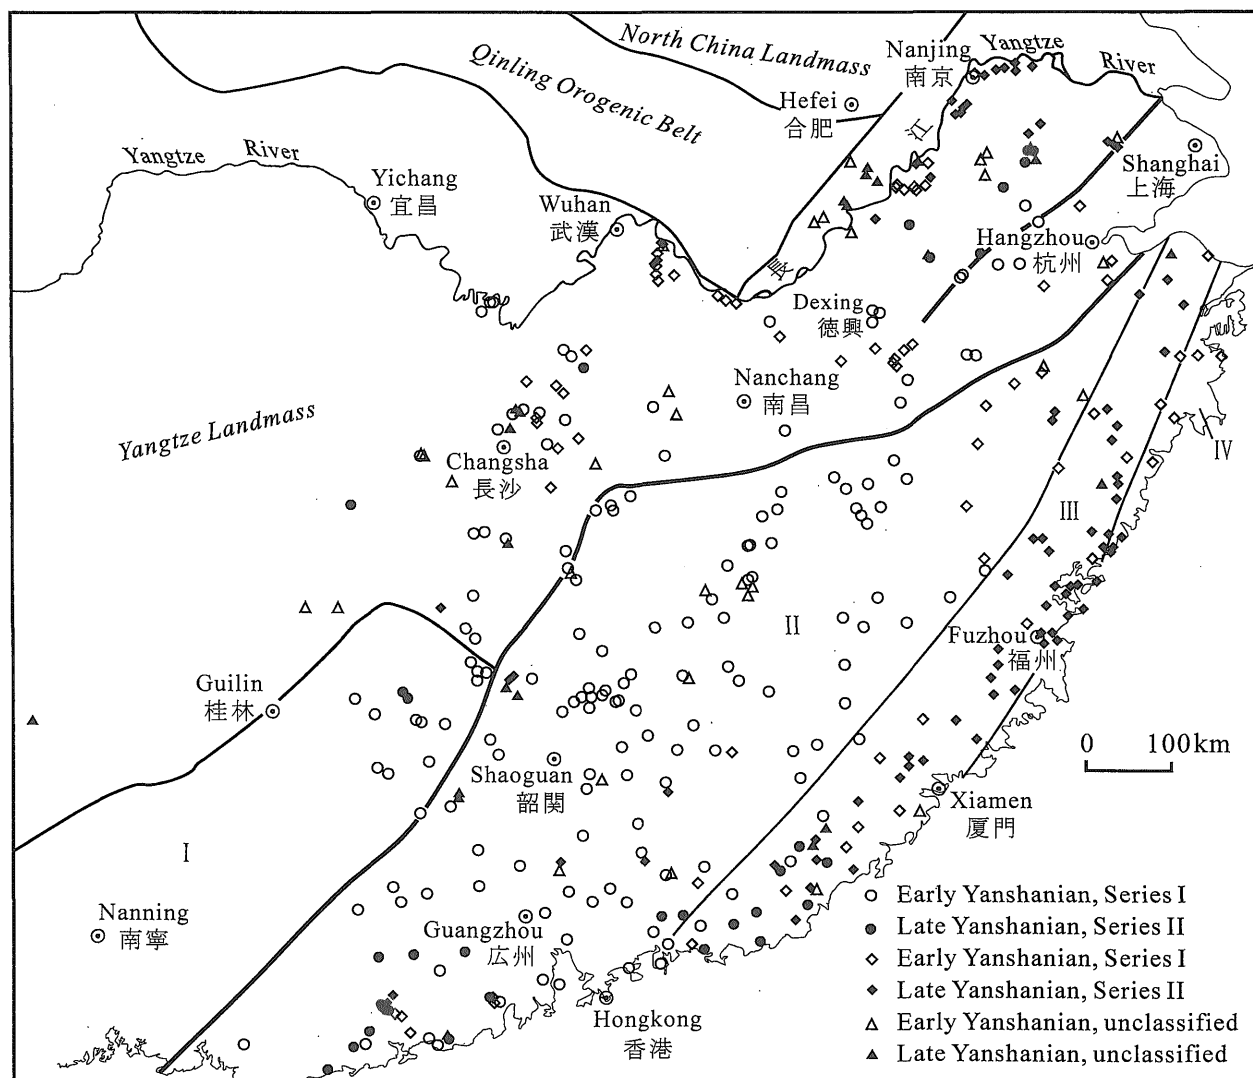 North China Landmass
Qinling Orogenic Belt
Nanjing
南京
Yangtze
River
Hefei
合肥
江
Shanghai
上海
Yangtze
River
Yichang
宜昌
Wuhan
武漢
長
Hangzhou
杭州
Dexing
徳興
Nanchang
南昌
Yangtze Landmass
Changsha
長沙
IV
III
II
Fuzhou
福州
Guilin
桂林
0 100km
Shaoguan
韶関
Xiamen
厦門
I
Nanning
南寧
Guangzhou
広州
Hongkong
香港
Early Yanshanian, Series I
Late Yanshanian, Series II
Early Yanshanian, Series I
Late Yanshanian, Series II
Early Yanshanian, unclassified
Late Yanshanian, unclassified